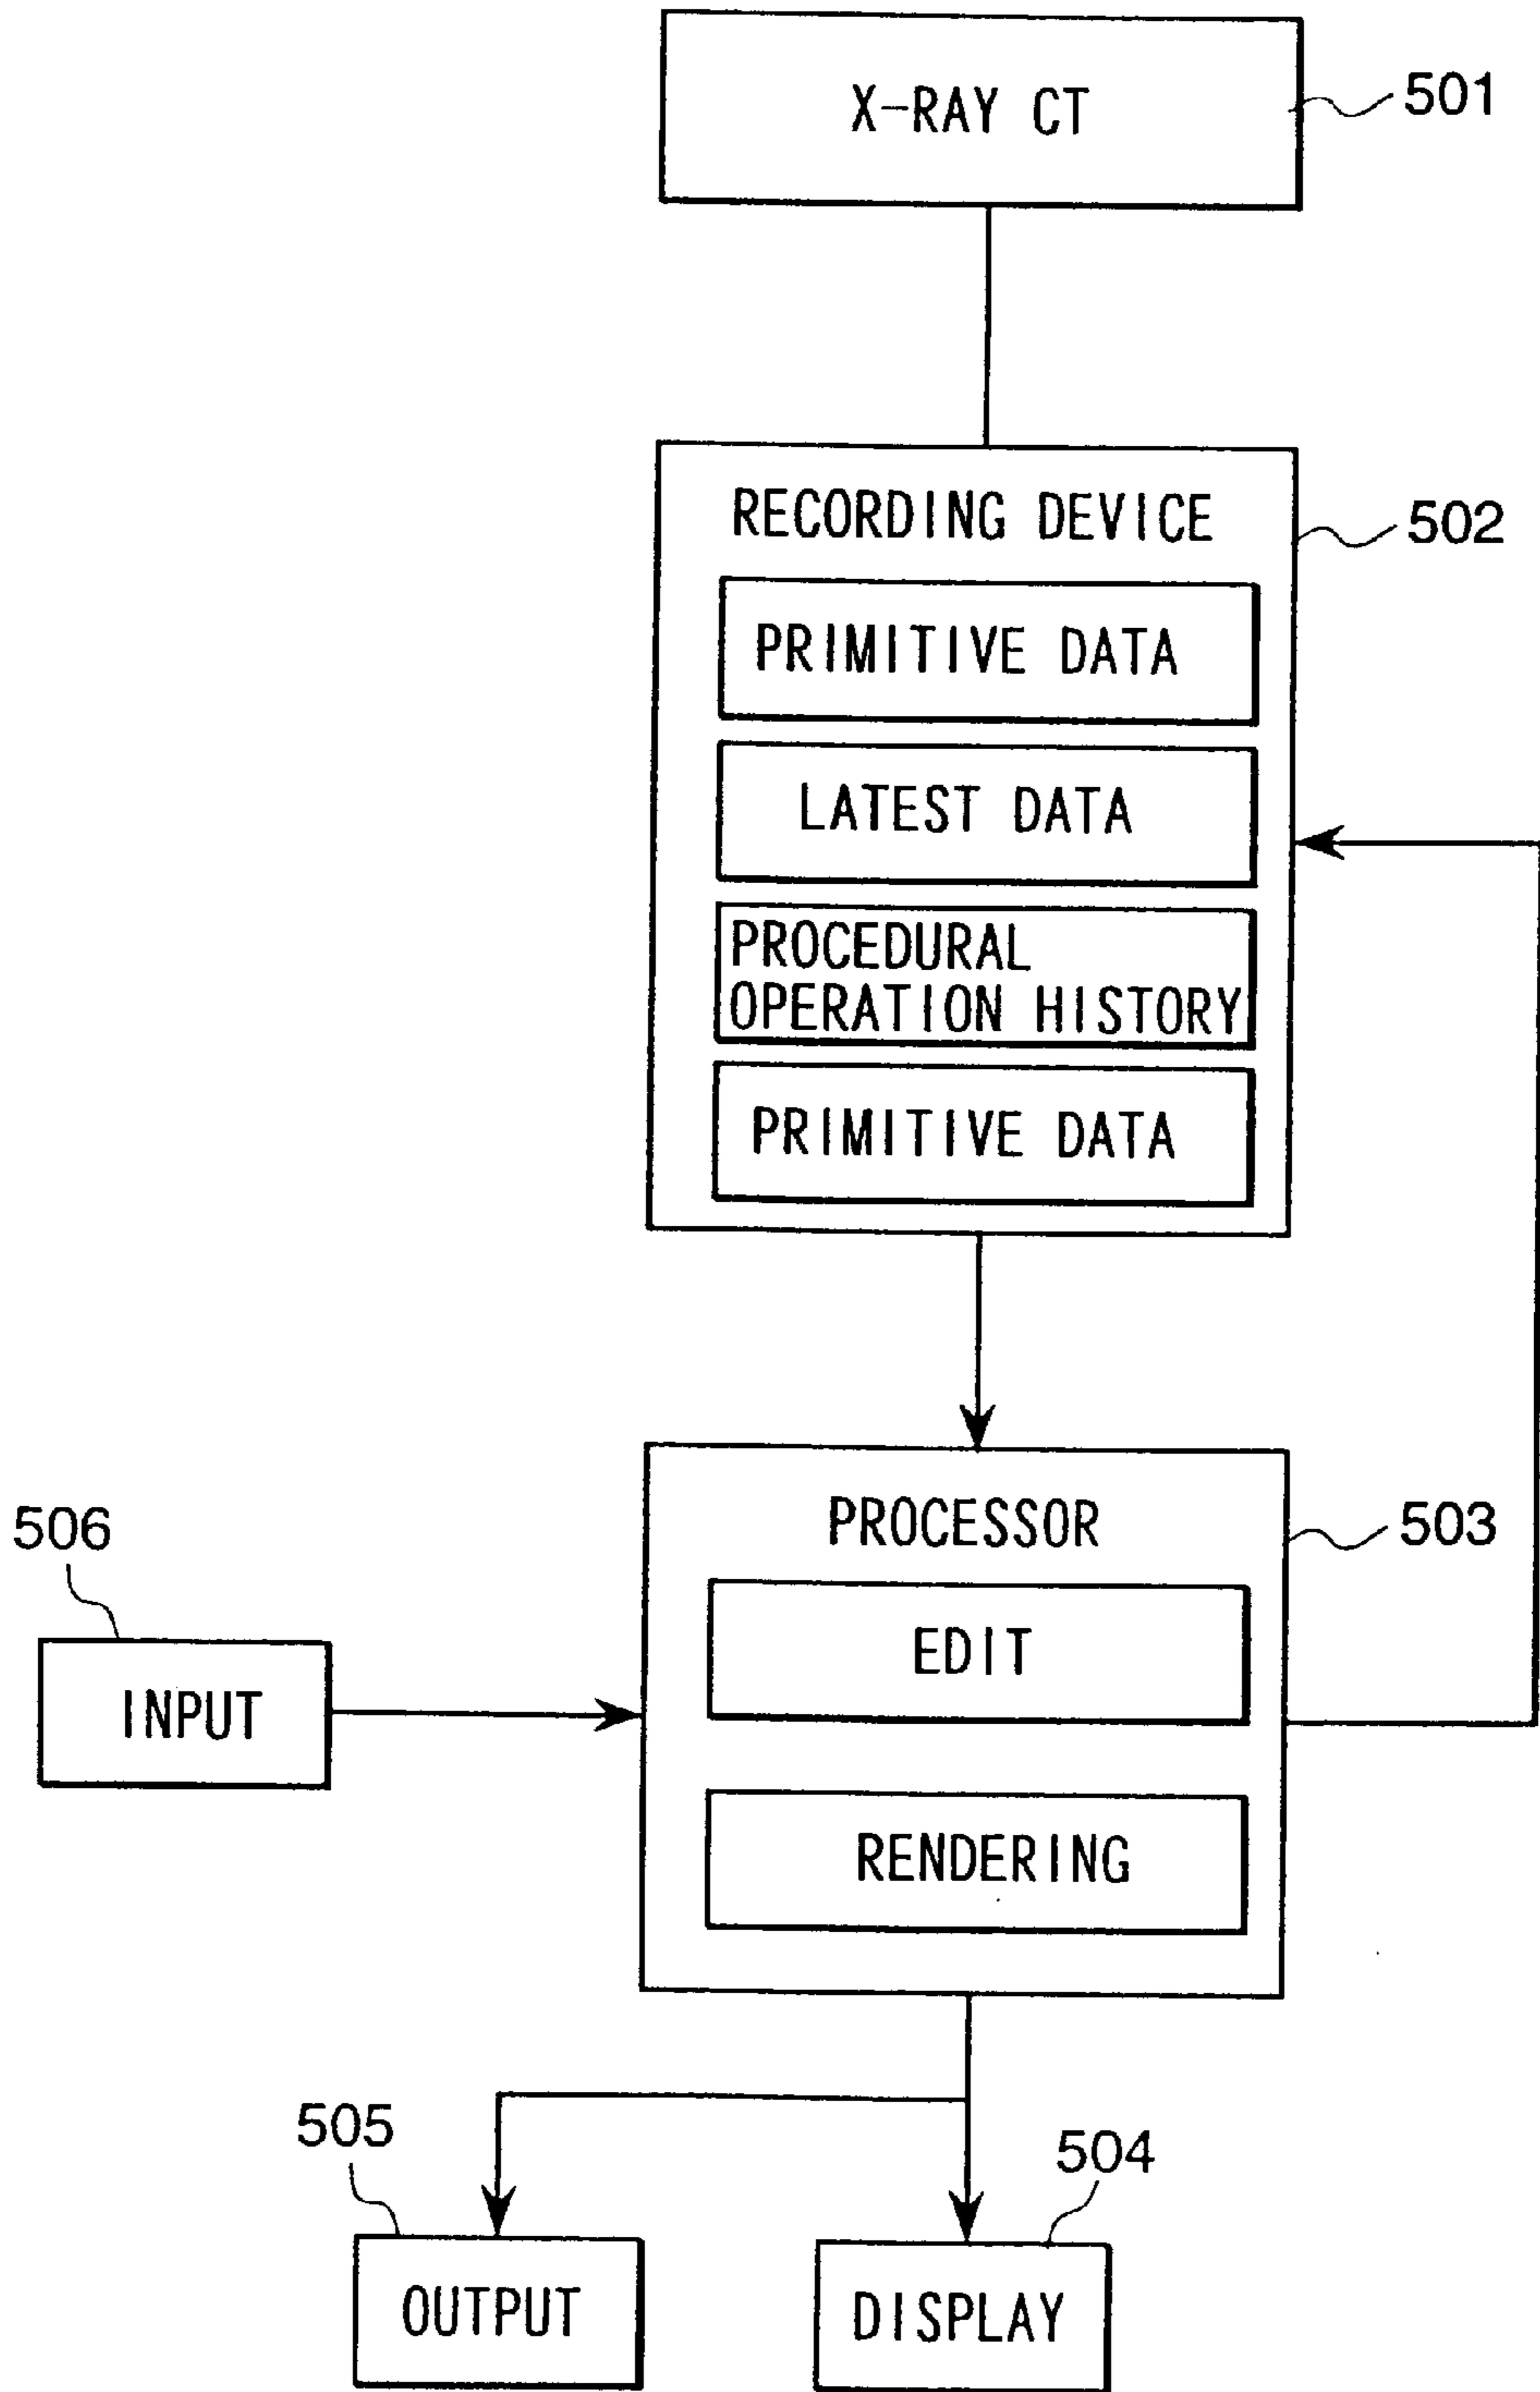 X-RAY CT
501
RECORDING DEVICE
502
PRIMITIVE DATA
LATEST DATA
PROCEDURAL
OPERATION HISTORY
PRIMITIVE DATA
PROCESSOR
503
506
EDIT
INPUT
RENDERING
505
504
OUTPUT
DISPLAY